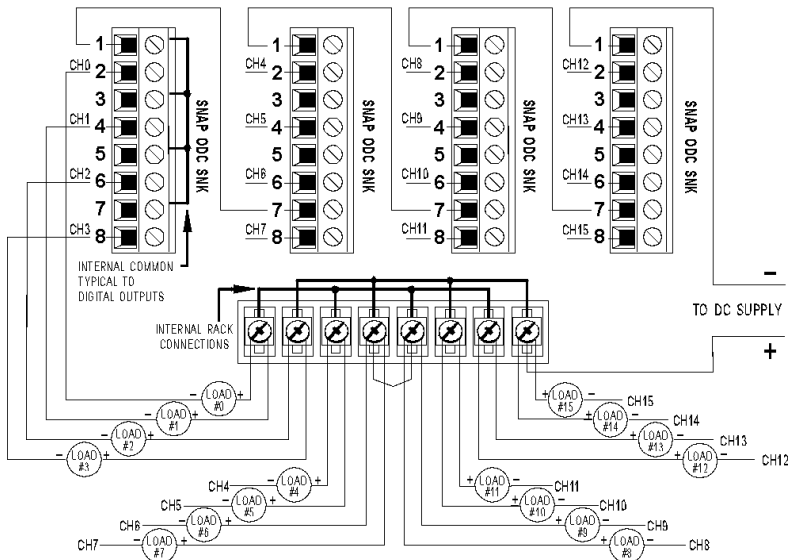 1
CH0 2
3
CH1 4
5
CH2 6
7
CH3 8
SNAP ODC SNK
1
CH4 2
3
CH5 4
5
CH6 6
7
CH7 8
SNAP ODC SNK
1
CH8 2
3
CH9 4
5
CH10 6
7
CH11 8
SNAP ODC SNK
1
CH12 2
3
CH13 4
5
CH14 6
7
CH15 8
SNAP ODC SNK
INTERNAL COMMON
TYPICAL TO
DIGITAL OUTPUTS
INTERNAL RACK
CONNECTIONS
-
TO DC SUPPLY
+
- LOAD #0 +
- LOAD #1 +
- LOAD #2 +
- LOAD #3 +
CH4 - LOAD #4 +
CH5 - LOAD #5 +
CH6 - LOAD #6 +
CH7 - LOAD #7 +
+ LOAD #15 - CH15
+ LOAD #14 - CH14
+ LOAD #13 - CH13
+ LOAD #12 - CH12
+ LOAD #11 - CH11
+ LOAD #10 - CH10
+ LOAD #9 - CH9
+ LOAD #8 - CH8